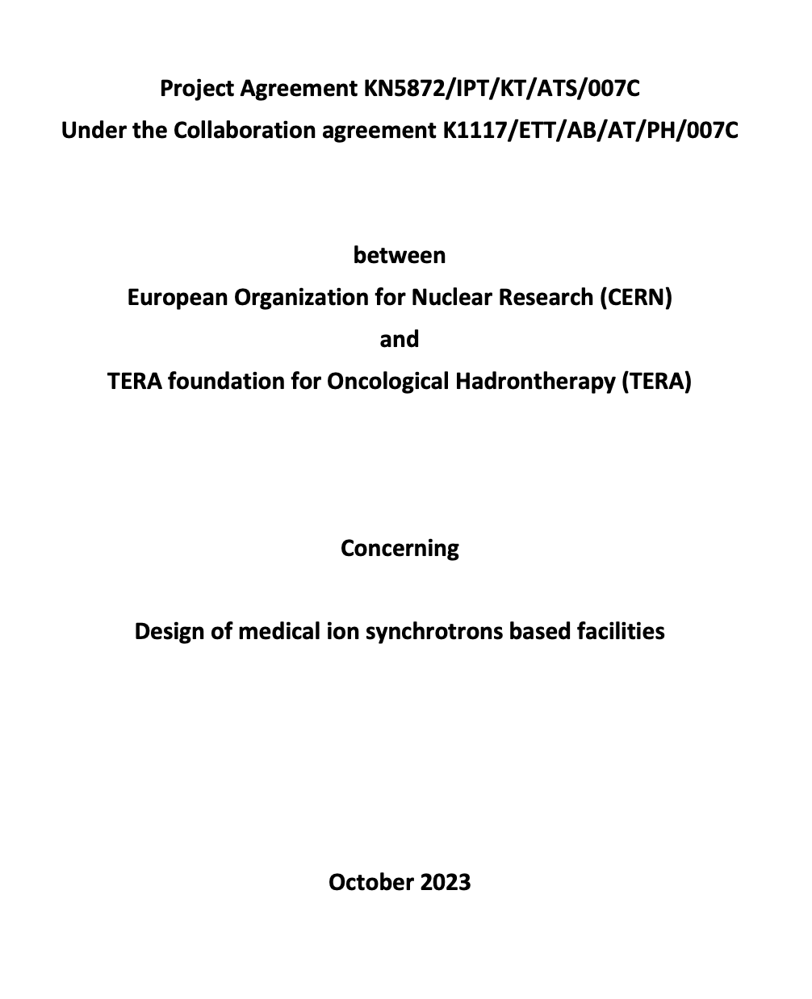 Project Agreement KN5872/IPT/KT/ATS/007C
Under the Collaboration agreement K1117/ETT/AB/AT/PH/007C
between
European Organization for Nuclear Research (CERN)
and
TERA foundation for Oncological Hadrontherapy (TERA)
Concerning
Design of medical ion synchrotrons based facilities
October 2023